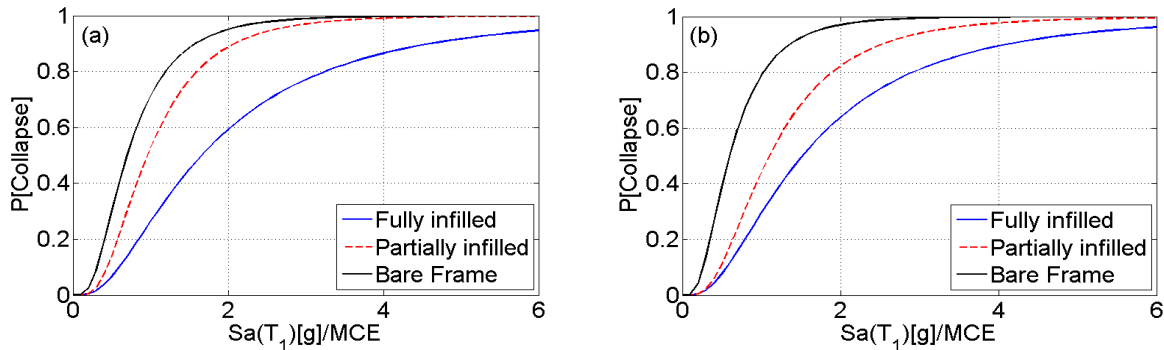 (a)
P[Collapse]
1
0.8
0.6
0.4
0.2
0
0 2 4 6
Sa(T₁)[g]/MCE
Fully infilled
Partially infilled
Bare Frame
(b)
P[Collapse]
1
0.8
0.6
0.4
0.2
0
0 2 4 6
Sa(T₁)[g]/MCE
Fully infilled
Partially infilled
Bare Frame